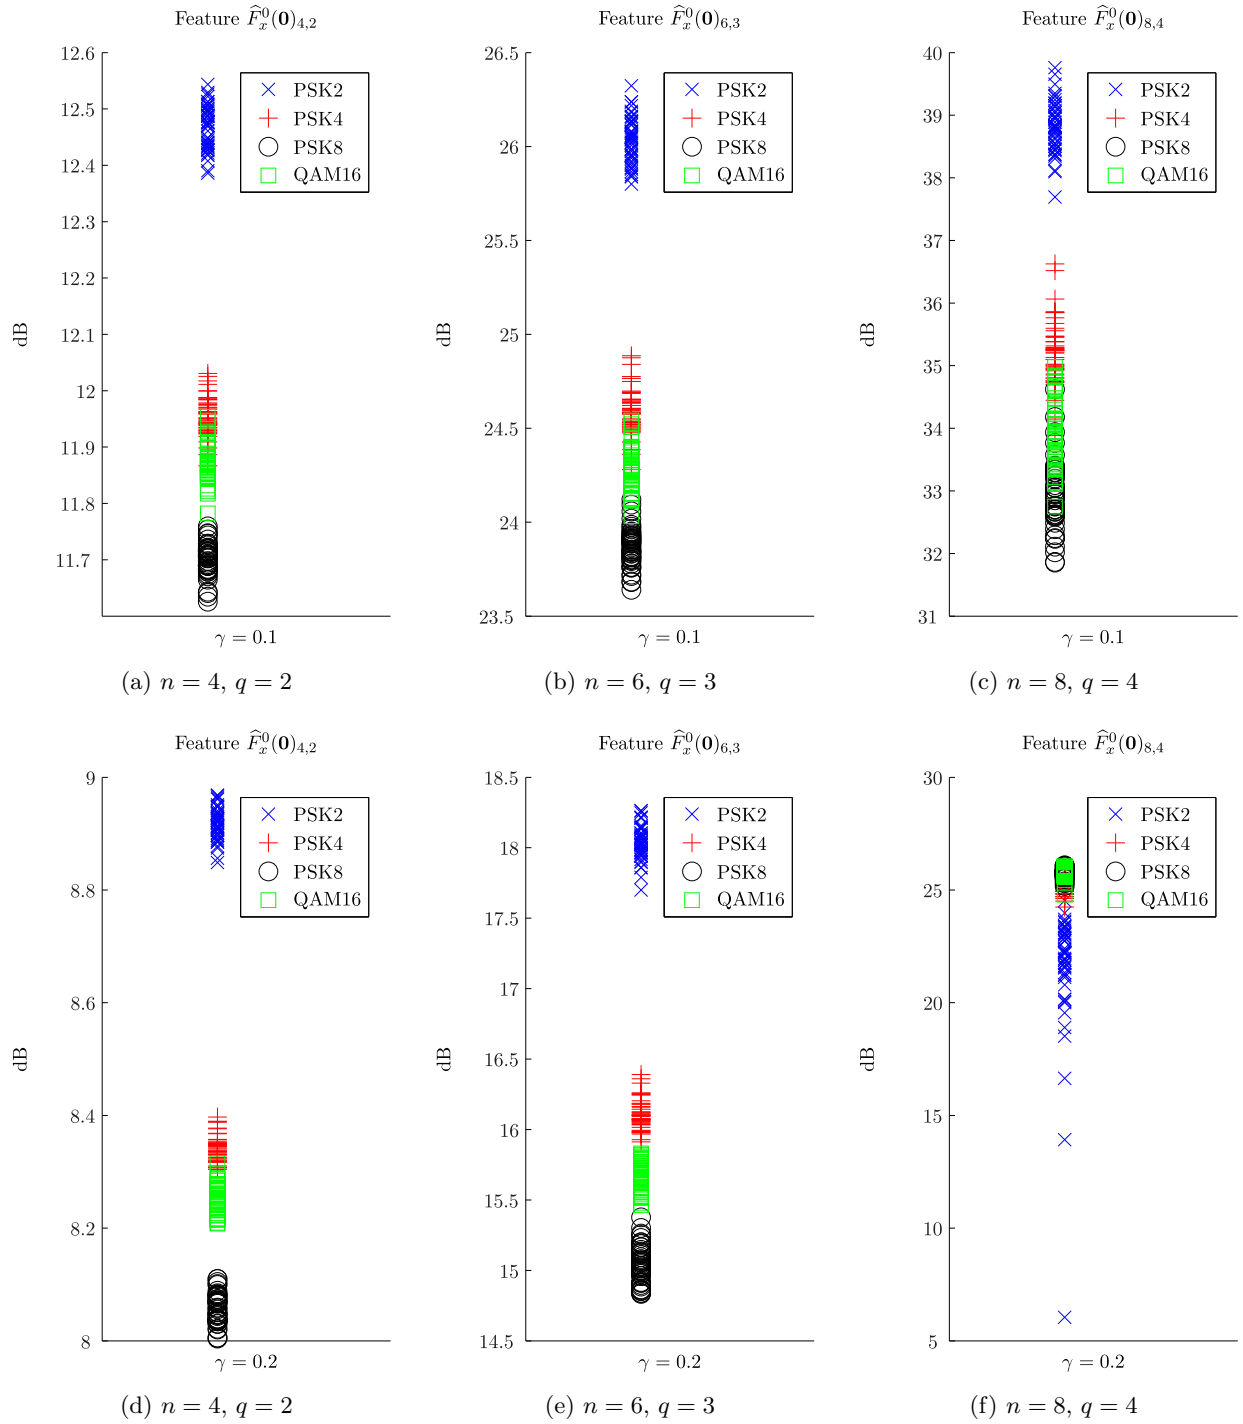 Feature F̂⁰ₓ(𝟎)₄,₂
12.6
12.5
12.4
12.3
12.2
12.1
12
11.9
11.8
11.7
dB
PSK2
PSK4
PSK8
QAM16
γ = 0.1
(a) n = 4, q = 2
Feature F̂⁰ₓ(𝟎)₆,₃
26.5
26
25.5
25
24.5
24
23.5
dB
PSK2
PSK4
PSK8
QAM16
γ = 0.1
(b) n = 6, q = 3
Feature F̂⁰ₓ(𝟎)₈,₄
40
39
38
37
36
35
34
33
32
31
dB
PSK2
PSK4
PSK8
QAM16
γ = 0.1
(c) n = 8, q = 4
Feature F̂⁰ₓ(𝟎)₄,₂
9
8.8
8.6
8.4
8.2
8
dB
PSK2
PSK4
PSK8
QAM16
γ = 0.2
(d) n = 4, q = 2
Feature F̂⁰ₓ(𝟎)₆,₃
18.5
18
17.5
17
16.5
16
15.5
15
14.5
dB
PSK2
PSK4
PSK8
QAM16
γ = 0.2
(e) n = 6, q = 3
Feature F̂⁰ₓ(𝟎)₈,₄
30
25
20
15
10
5
dB
PSK2
PSK4
PSK8
QAM16
γ = 0.2
(f) n = 8, q = 4